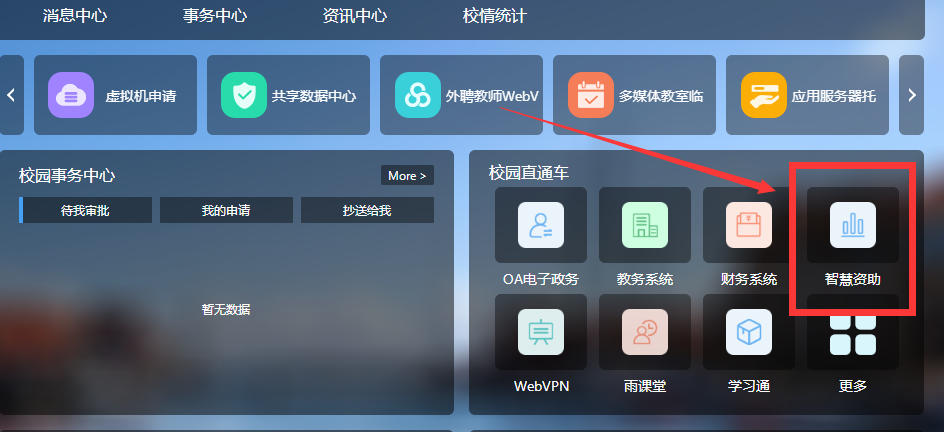 消息中心 事务中心 资讯中心 校情统计
虚拟机申请 共享数据中心 外聘教师WebV 多媒体教室临 应用服务器托
校园事务中心 More >
待我审批 我的申请 抄送给我
暂无数据
校园直通车
OA电子政务 教务系统 财务系统 智慧资助
WebVPN 雨课堂 学习通 更多